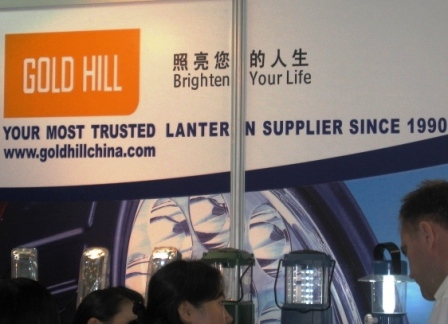 GOLD HILL
照亮您的人生
Brighten Your Life
YOUR MOST TRUSTED LANTERN SUPPLIER SINCE 1990
www.goldhillchina.com